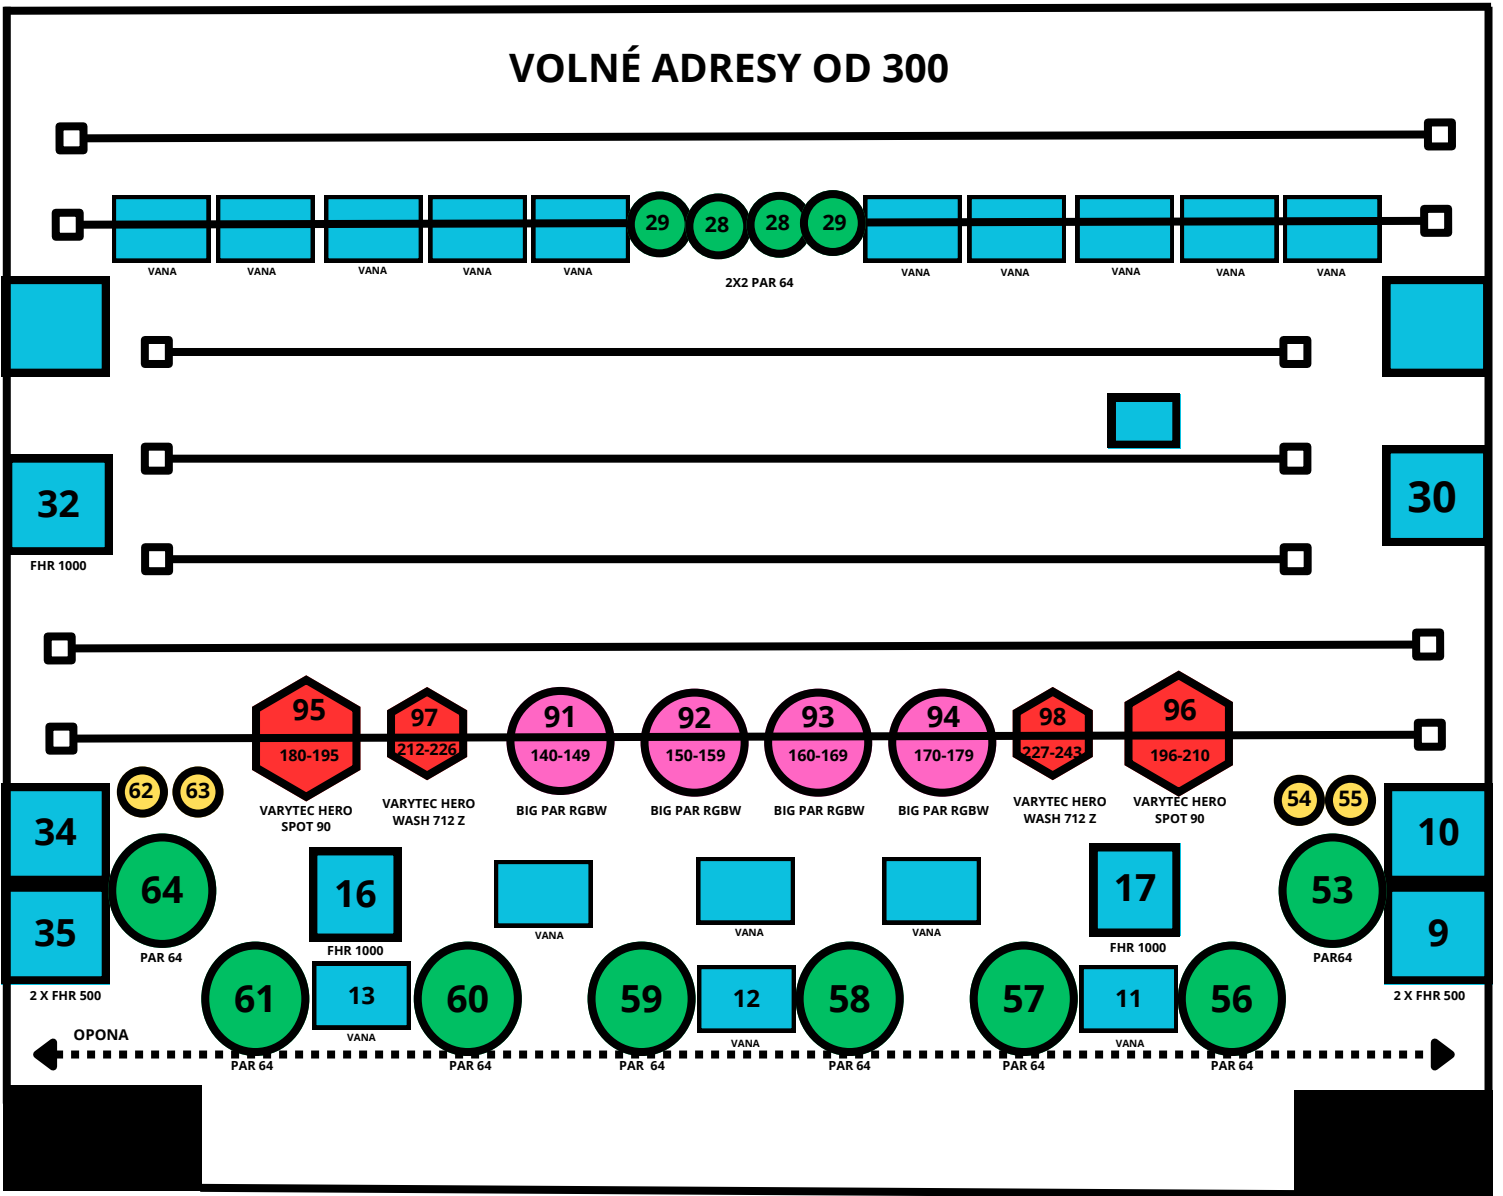 VOLNÉ ADRESY OD 300
29 28 28 29
VANA VANA VANA VANA VANA VANA VANA VANA VANA VANA
2X2 PAR 64
32
30
FHR 1000
95 97 91 92 93 94 98 96
180-195 212-226 140-149 150-159 160-169 170-179 227-243 196-210
VARYTEC HERO
SPOT 90
VARYTEC HERO
WASH 712 Z
BIG PAR RGBW
BIG PAR RGBW
BIG PAR RGBW
BIG PAR RGBW
VARYTEC HERO
WASH 712 Z
VARYTEC HERO
SPOT 90
62 63
54 55
34
10
64
16
17
53
35
9
VANA VANA VANA
PAR 64
FHR 1000
FHR 1000
PAR64
2 X FHR 500
2 X FHR 500
61 13 60 59 12 58 57 11 56
VANA VANA VANA
OPONA
PAR 64 PAR 64 PAR 64 PAR 64 PAR 64 PAR 64